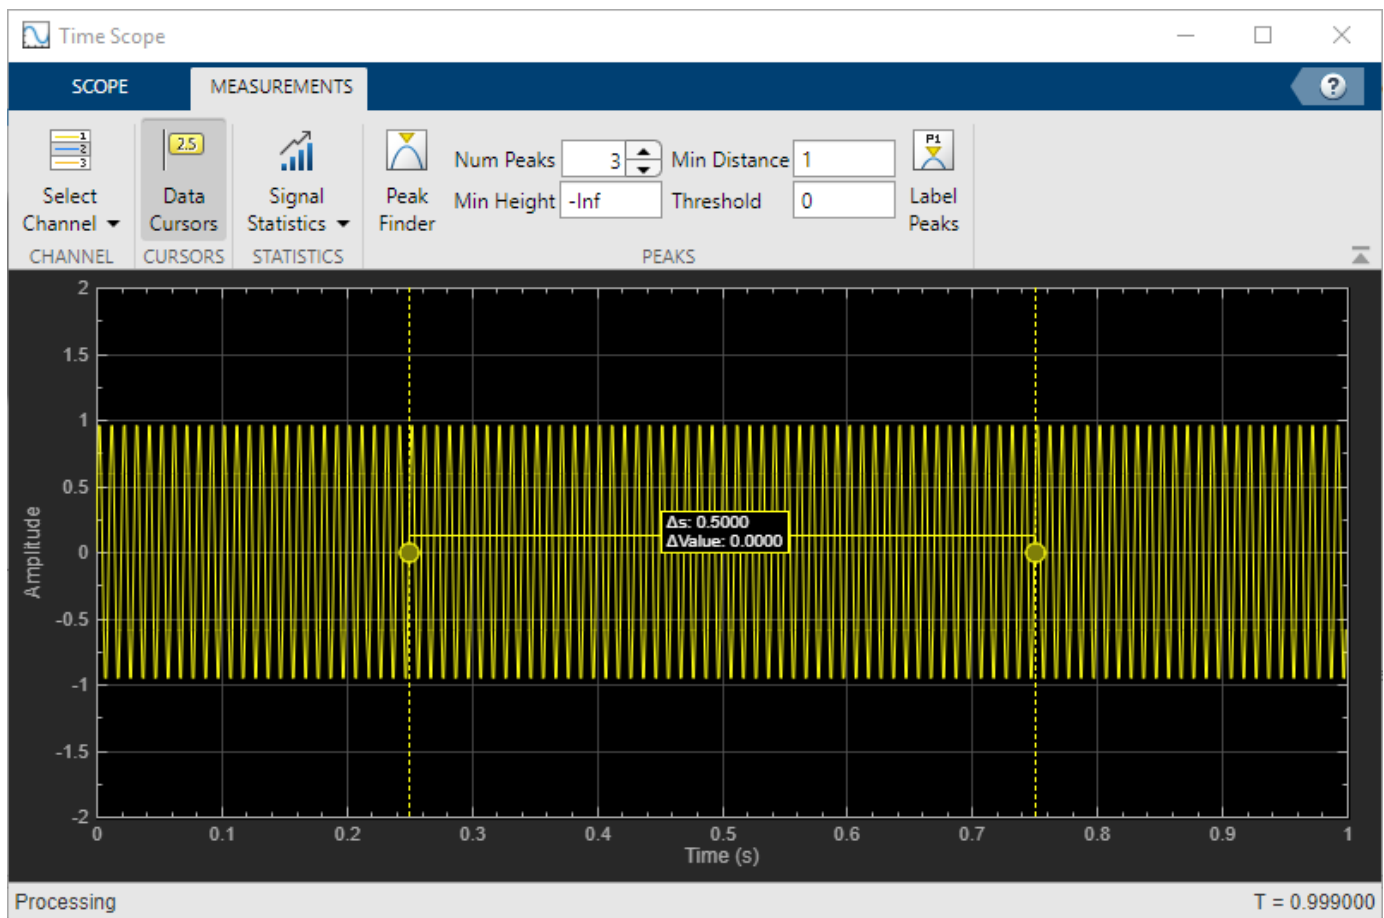 Time Scope
SCOPE MEASUREMENTS ?
1
2
3
2.5
P1
Select Channel
Data Cursors
Signal Statistics
Peak Finder
Num Peaks 3 Min Distance 1
Min Height -Inf Threshold 0
Label Peaks
CHANNEL CURSORS STATISTICS PEAKS
2
1.5
1
0.5
0
-0.5
-1
-1.5
-2
Amplitude
Δs: 0.5000
ΔValue: 0.0000
0 0.1 0.2 0.3 0.4 0.5 0.6 0.7 0.8 0.9 1
Time (s)
Processing T = 0.999000